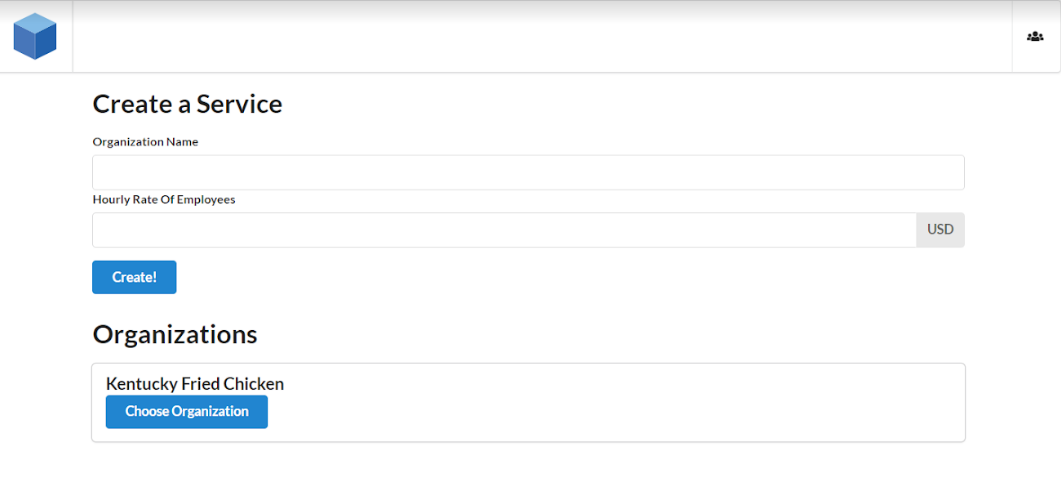 Create a Service
Organization Name
Hourly Rate Of Employees
USD
Create!
Organizations
Kentucky Fried Chicken
Choose Organization